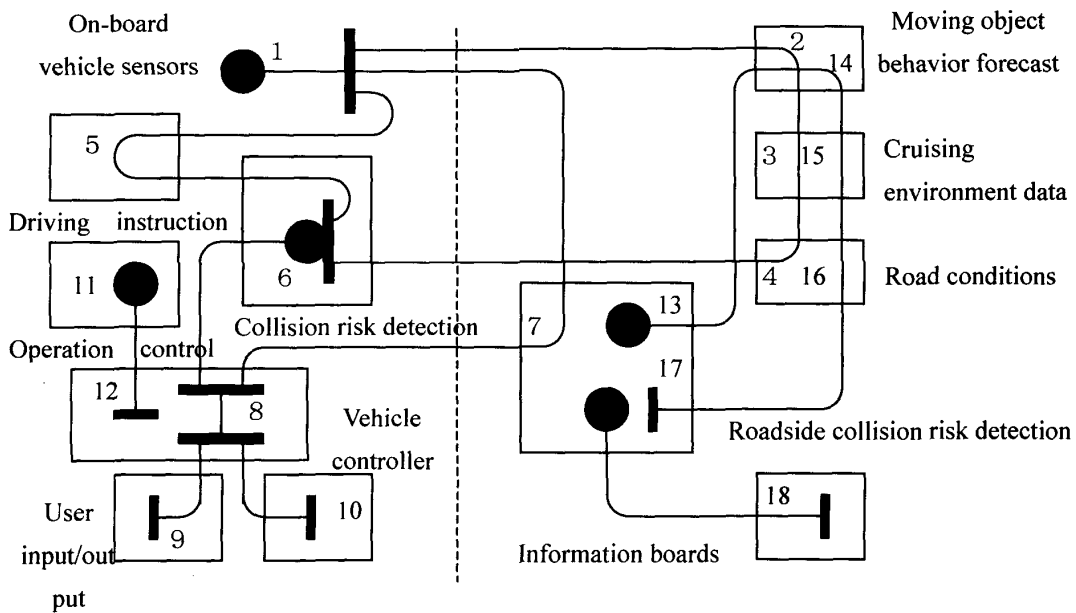 On-board
vehicle sensors
1
2
14
Moving object
behavior forecast
5
3 15
Cruising
environment data
Driving instruction
6
4 16
Road conditions
11
13
7
Collision risk detection
Operation control
17
12
8
Vehicle
controller
Roadside collision risk detection
User
input/out
put
9
10
18
Information boards